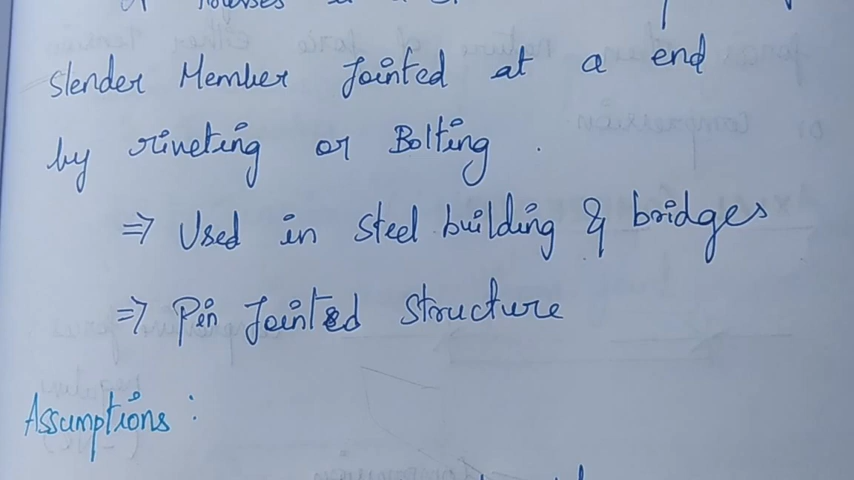 Slender Member Jointed at a end
by riveting or Bolting.
⇒ Used in steel building & bridges
⇒ Pin Jointed structure
Assumptions: